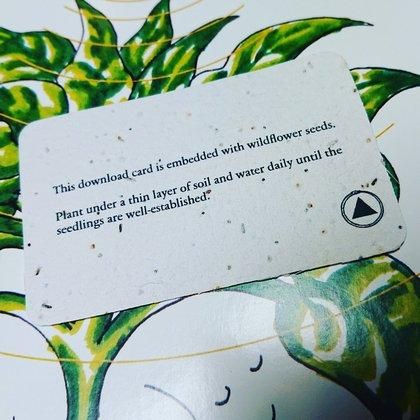 This download card is embedded with wildflower seeds.
Plant under a thin layer of soil and water daily until the
seedlings are well-established.